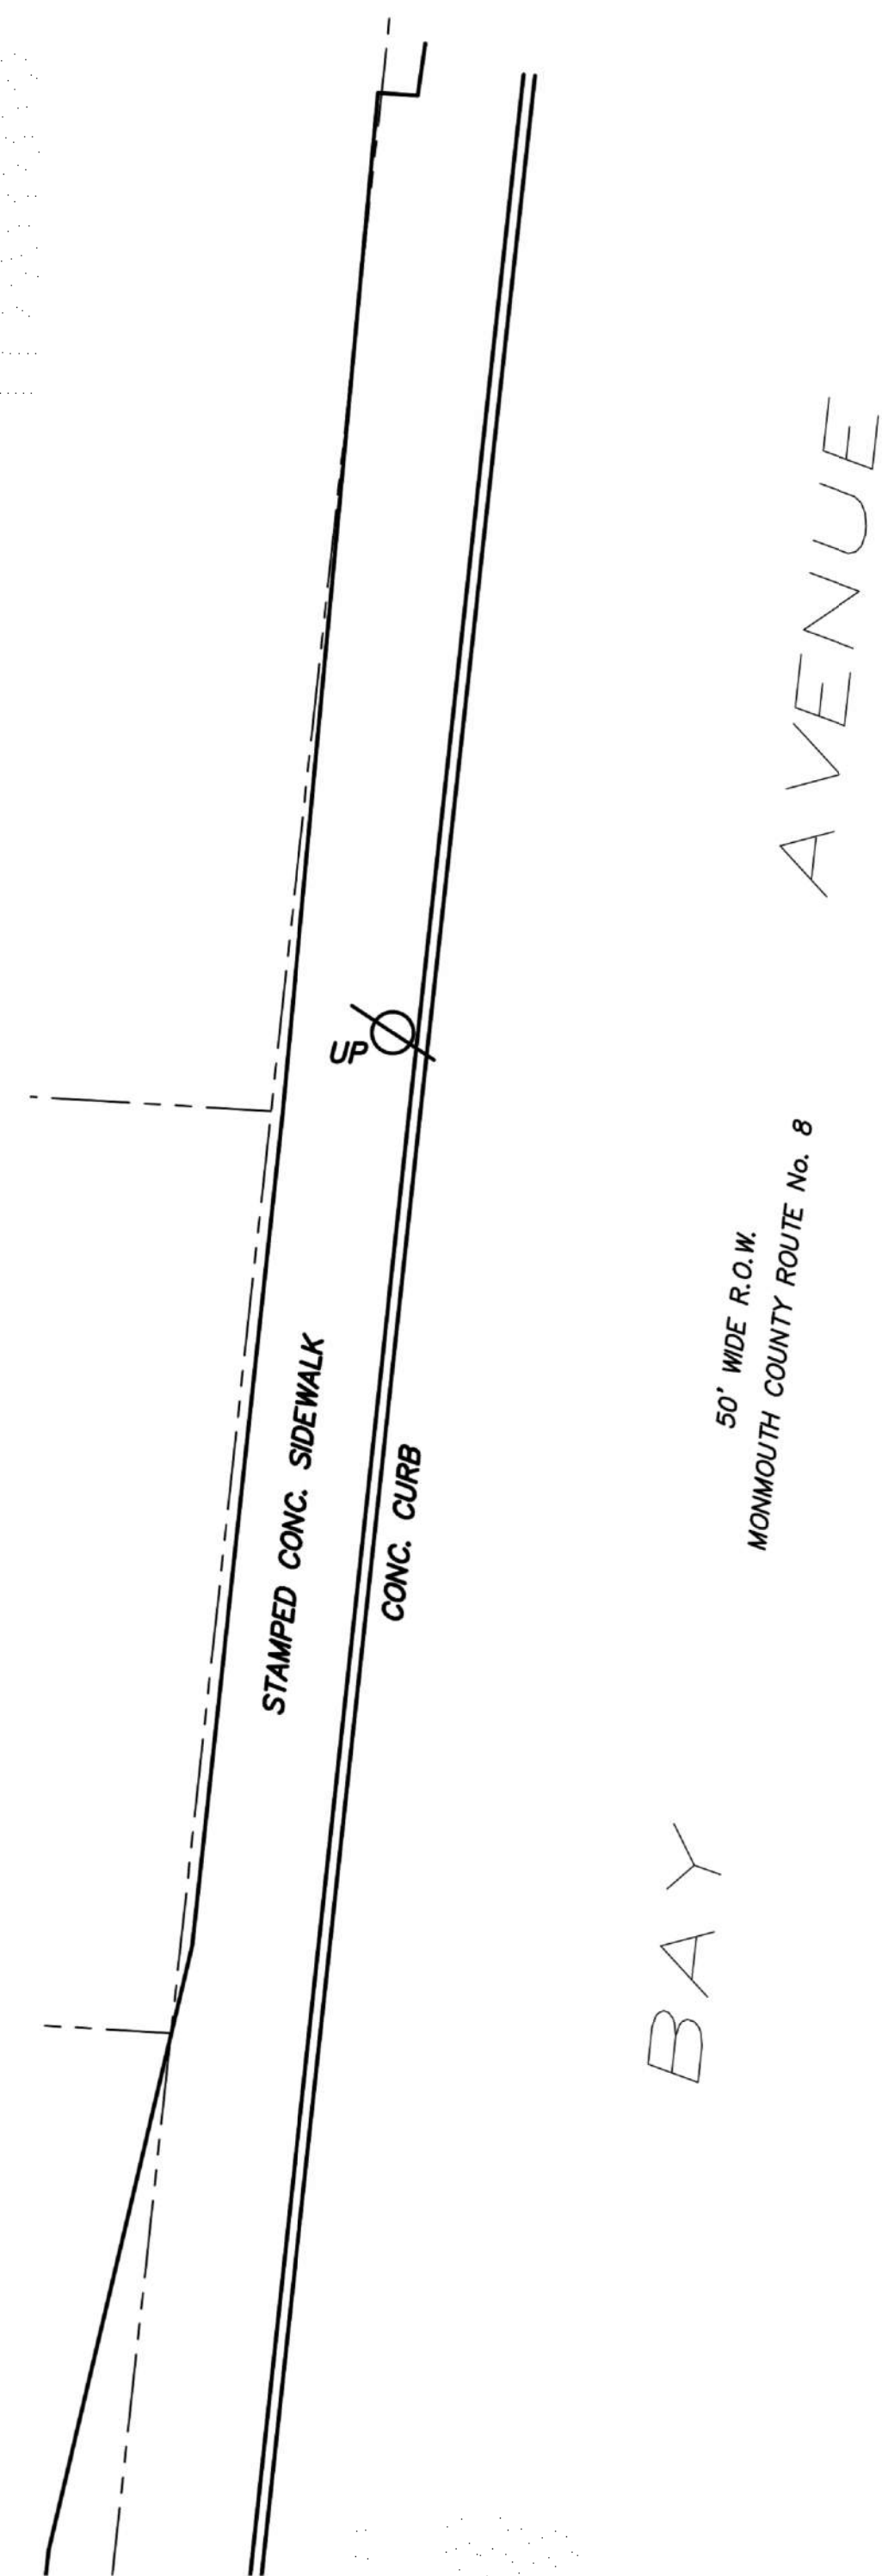 UP
STAMPED CONC. SIDEWALK
CONC. CURB
BAY AVENUE
50' WIDE R.O.W.
MONMOUTH COUNTY ROUTE No. 8